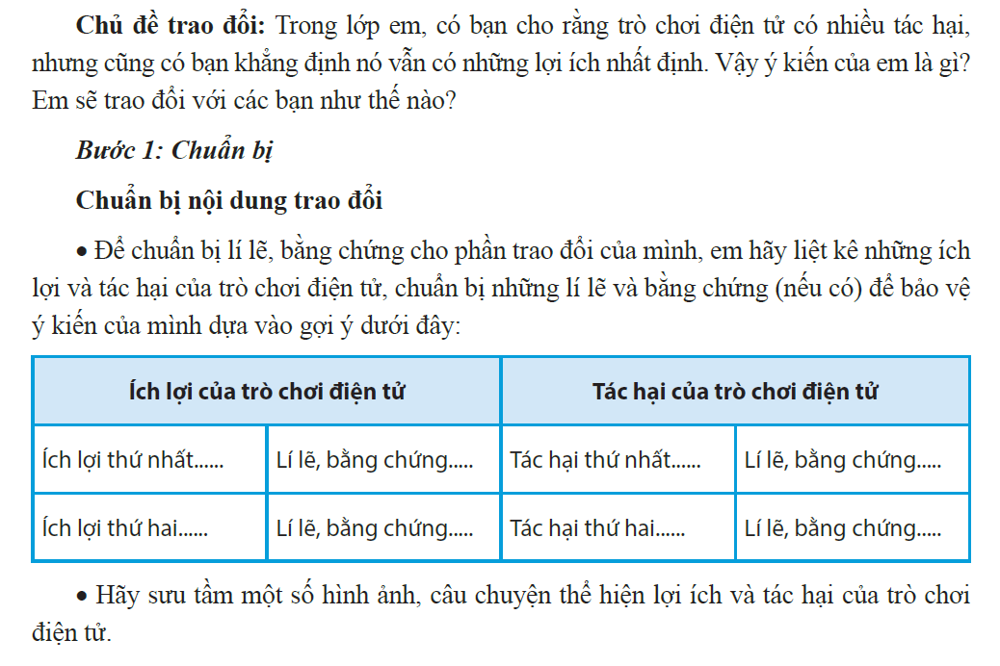 Chủ đề trao đổi: Trong lớp em, có bạn cho rằng trò chơi điện tử có nhiều tác hại,
nhưng cũng có bạn khẳng định nó vẫn có những lợi ích nhất định. Vậy ý kiến của em là gì?
Em sẽ trao đổi với các bạn như thế nào?
Bước 1: Chuẩn bị
Chuẩn bị nội dung trao đổi
• Để chuẩn bị lí lẽ, bằng chứng cho phần trao đổi của mình, em hãy liệt kê những ích
lợi và tác hại của trò chơi điện tử, chuẩn bị những lí lẽ và bằng chứng (nếu có) để bảo vệ
ý kiến của mình dựa vào gợi ý dưới đây:
Ích lợi của trò chơi điện tử Tác hại của trò chơi điện tử
Ích lợi thứ nhất...... Lí lẽ, bằng chứng..... Tác hại thứ nhất...... Lí lẽ, bằng chứng.....
Ích lợi thứ hai...... Lí lẽ, bằng chứng..... Tác hại thứ hai...... Lí lẽ, bằng chứng.....
• Hãy sưu tầm một số hình ảnh, câu chuyện thể hiện lợi ích và tác hại của trò chơi
điện tử.